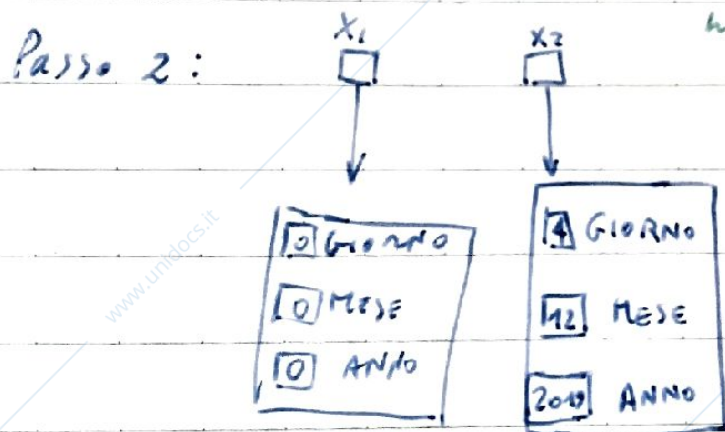 Passo 2: X1 X2
0 GIORNO 4 GIORNO
0 MESE 12 MESE
0 ANNO 2019 ANNO
www.unidocs.it